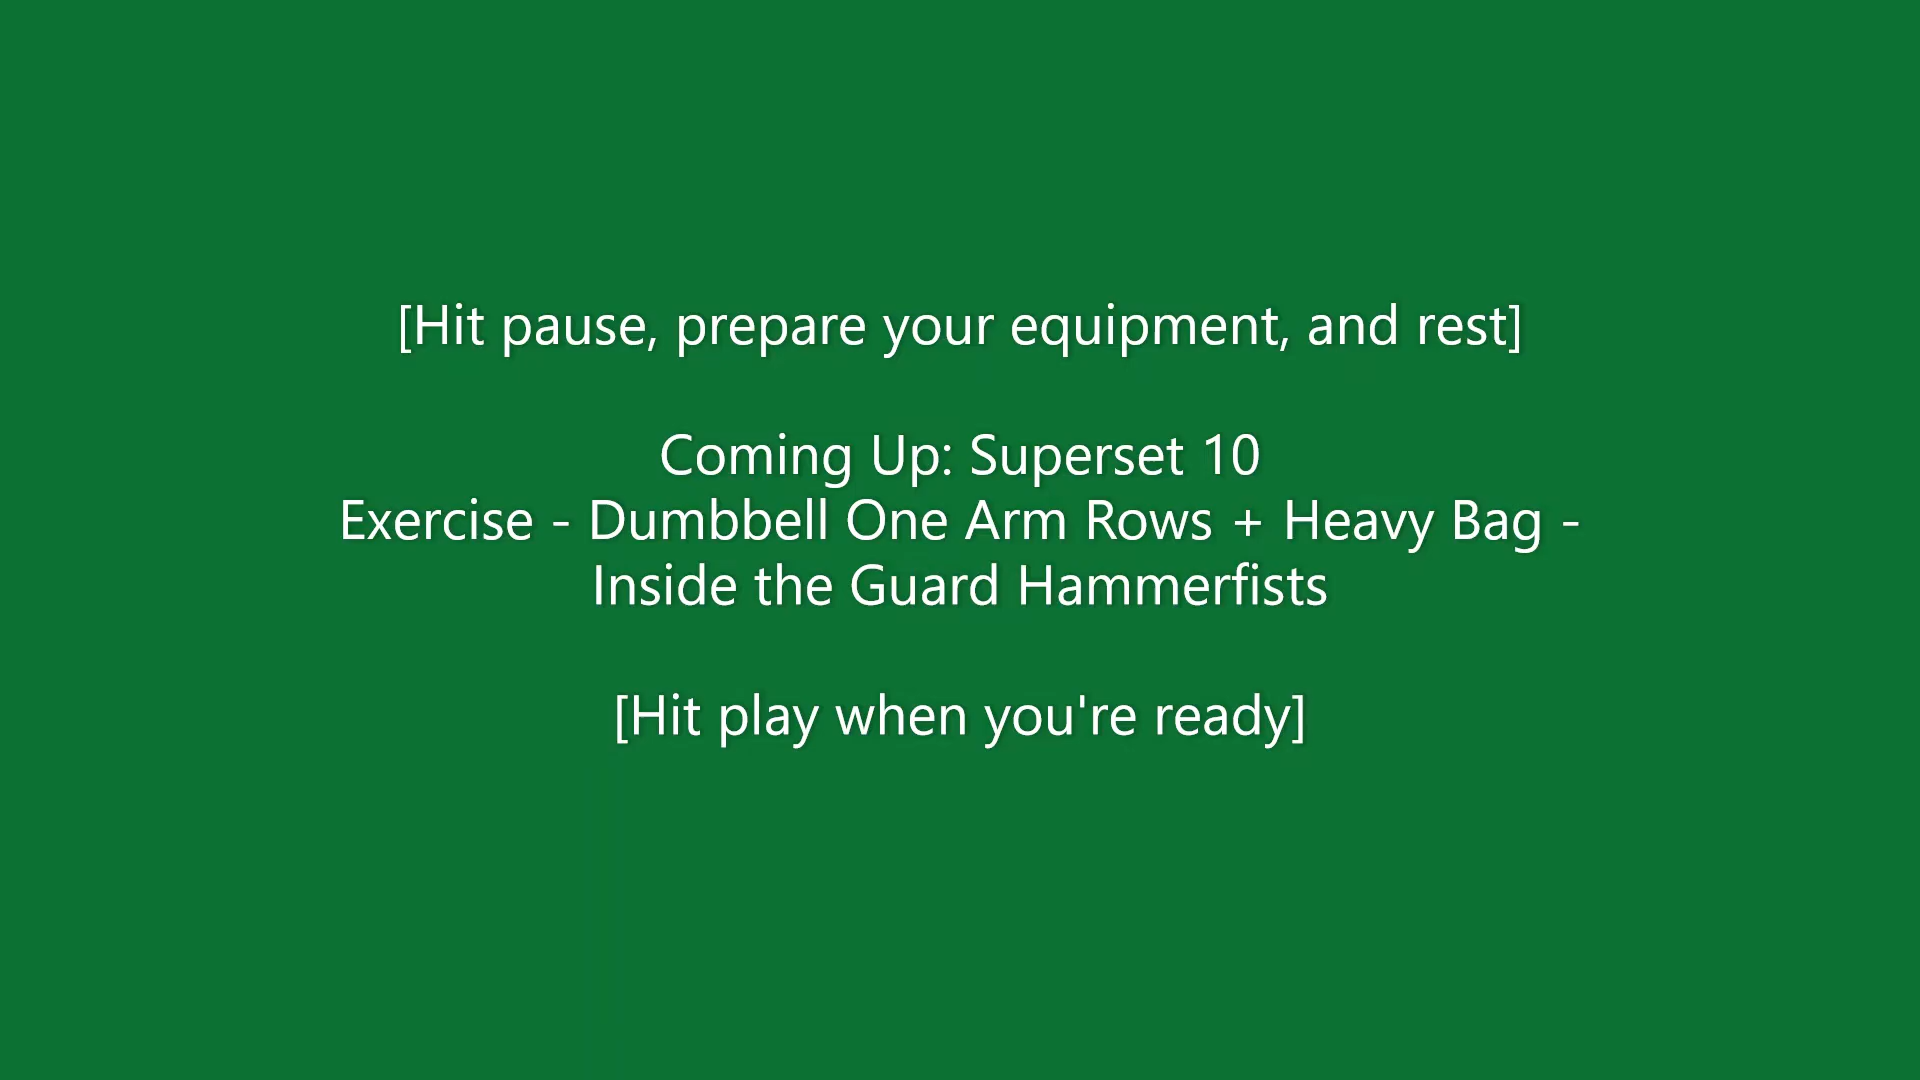 [Hit pause, prepare your equipment, and rest]
Coming Up: Superset 10
Exercise - Dumbbell One Arm Rows + Heavy Bag -
Inside the Guard Hammerfists
[Hit play when you're ready]